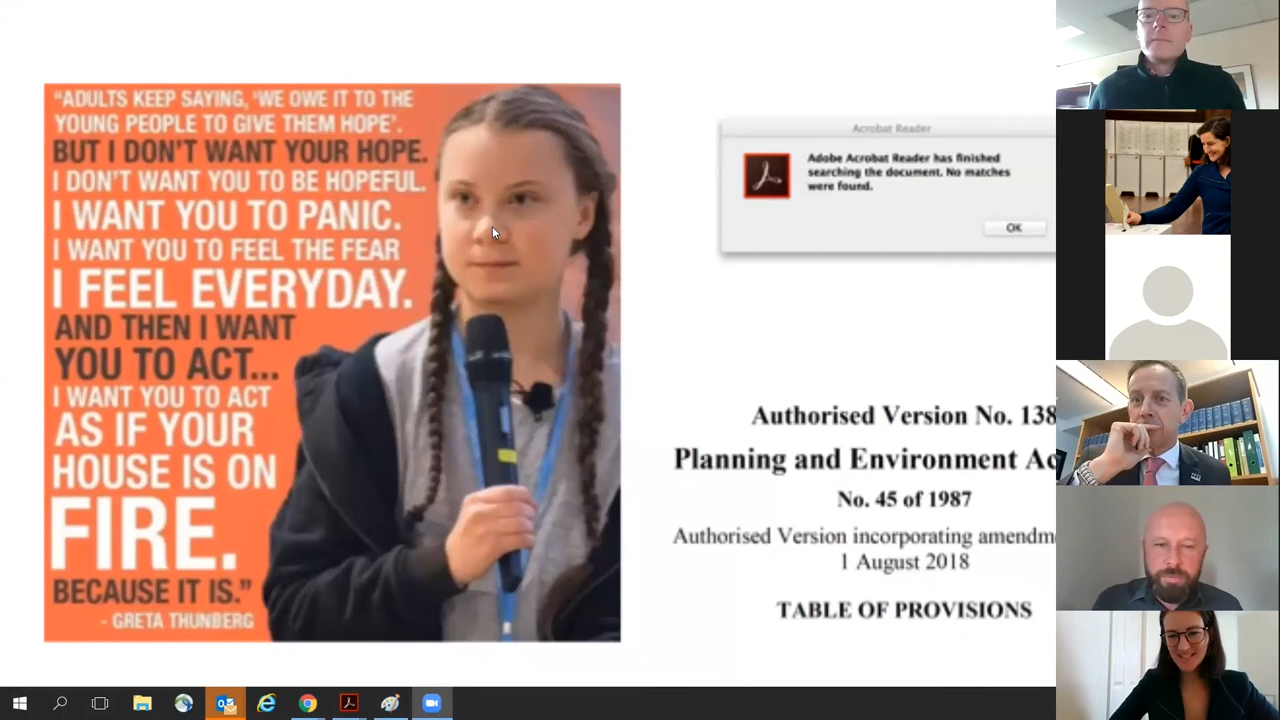 “ADULTS KEEP SAYING, ‘WE OWE IT TO THE
YOUNG PEOPLE TO GIVE THEM HOPE’.
BUT I DON’T WANT YOUR HOPE.
I DON’T WANT YOU TO BE HOPEFUL.
I WANT YOU TO PANIC.
I WANT YOU TO FEEL THE FEAR
I FEEL EVERYDAY.
AND THEN I WANT
YOU TO ACT...
I WANT YOU TO ACT
AS IF YOUR
HOUSE IS ON
FIRE.
BECAUSE IT IS.”
- GRETA THUNBERG
Acrobat Reader
Adobe Acrobat Reader has finished
searching the document. No matches
were found.
OK
Authorised Version No. 138
Planning and Environment Ac
No. 45 of 1987
Authorised Version incorporating amendm
1 August 2018
TABLE OF PROVISIONS